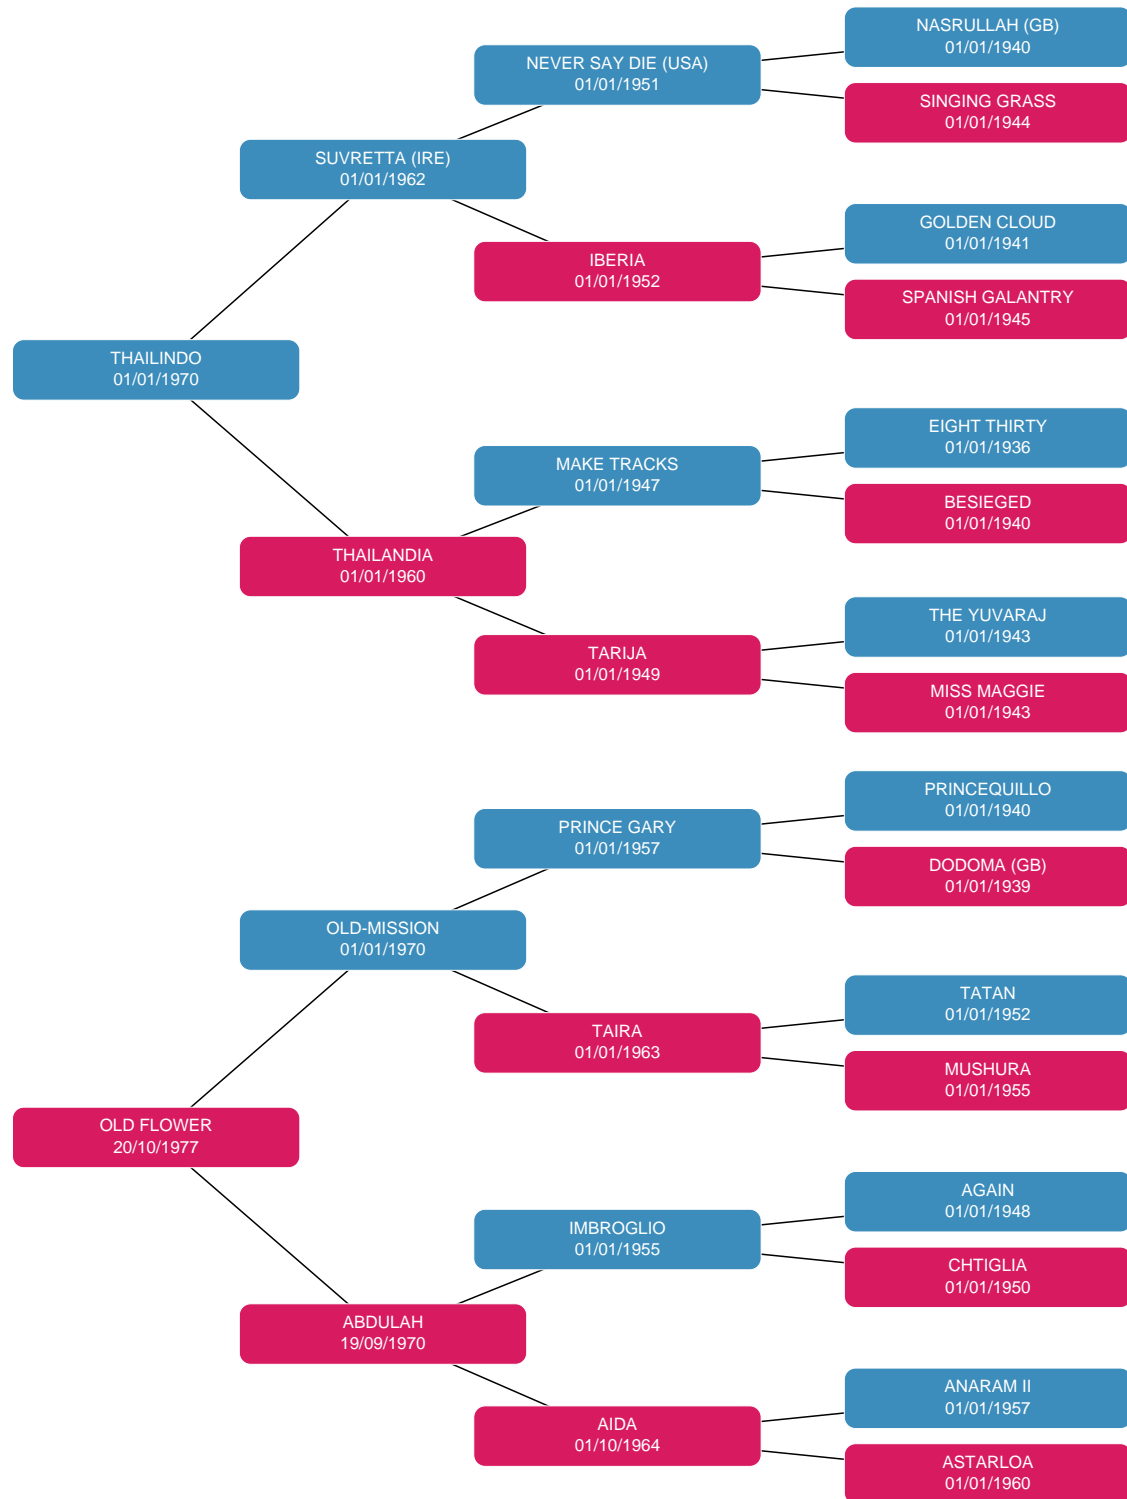 NASRULLAH (GB)
01/01/1940
NEVER SAY DIE (USA)
01/01/1951
SINGING GRASS
01/01/1944
SUVRETTA (IRE)
01/01/1962
GOLDEN CLOUD
01/01/1941
IBERIA
01/01/1952
SPANISH GALANTRY
01/01/1945
THAILINDO
01/01/1970
EIGHT THIRTY
01/01/1936
MAKE TRACKS
01/01/1947
BESIEGED
01/01/1940
THAILANDIA
01/01/1960
THE YUVARAJ
01/01/1943
TARIJA
01/01/1949
MISS MAGGIE
01/01/1943
PRINCEQUILLO
01/01/1940
PRINCE GARY
01/01/1957
DODOMA (GB)
01/01/1939
OLD-MISSION
01/01/1970
TATAN
01/01/1952
TAIRA
01/01/1963
MUSHURA
01/01/1955
OLD FLOWER
20/10/1977
AGAIN
01/01/1948
IMBROGLIO
01/01/1955
CHTIGLIA
01/01/1950
ABDULAH
19/09/1970
ANARAM II
01/01/1957
AIDA
01/10/1964
ASTARLOA
01/01/1960